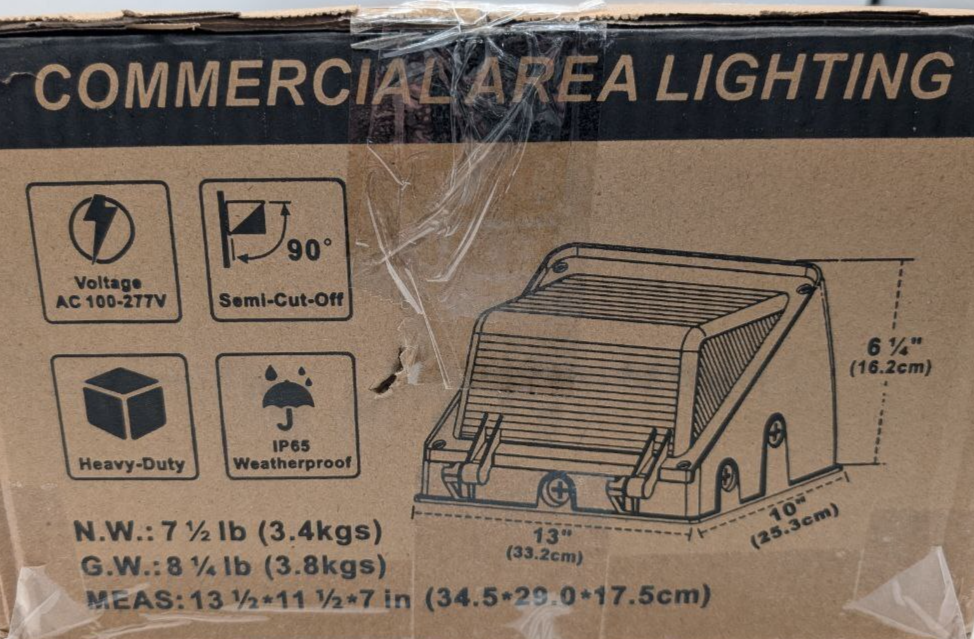 COMMERCIAL AREA LIGHTING
Voltage
AC 100-277V
90°
Semi-Cut-Off
Heavy-Duty
IP65
Weatherproof
6 ¼"
(16.2cm)
13"
(33.2cm)
10"
(25.3cm)
N.W.: 7 ½ lb (3.4kgs)
G.W.: 8 ¼ lb (3.8kgs)
MEAS: 13 ½*11 ½*7 in (34.5*29.0*17.5cm)